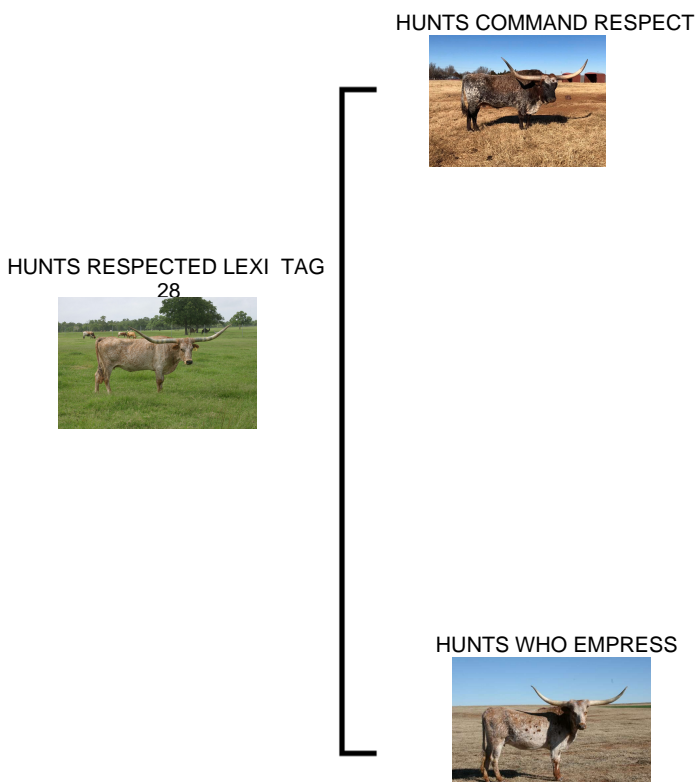 HUNTS COMMAND RESPECT
HUNTS RESPECTED LEXI  TAG
28
HUNTS WHO EMPRESS